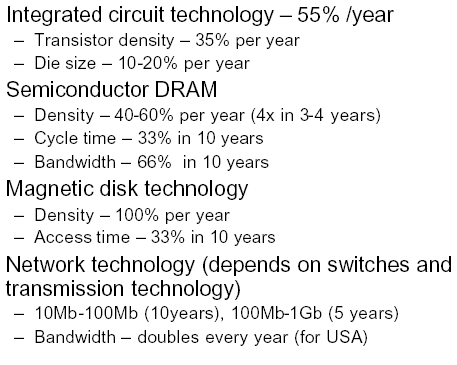 Integrated circuit technology – 55% /year
– Transistor density – 35% per year
– Die size – 10-20% per year
Semiconductor DRAM
– Density – 40-60% per year (4x in 3-4 years)
– Cycle time – 33% in 10 years
– Bandwidth – 66% in 10 years
Magnetic disk technology
– Density – 100% per year
– Access time – 33% in 10 years
Network technology (depends on switches and
transmission technology)
– 10Mb-100Mb (10years), 100Mb-1Gb (5 years)
– Bandwidth – doubles every year (for USA)